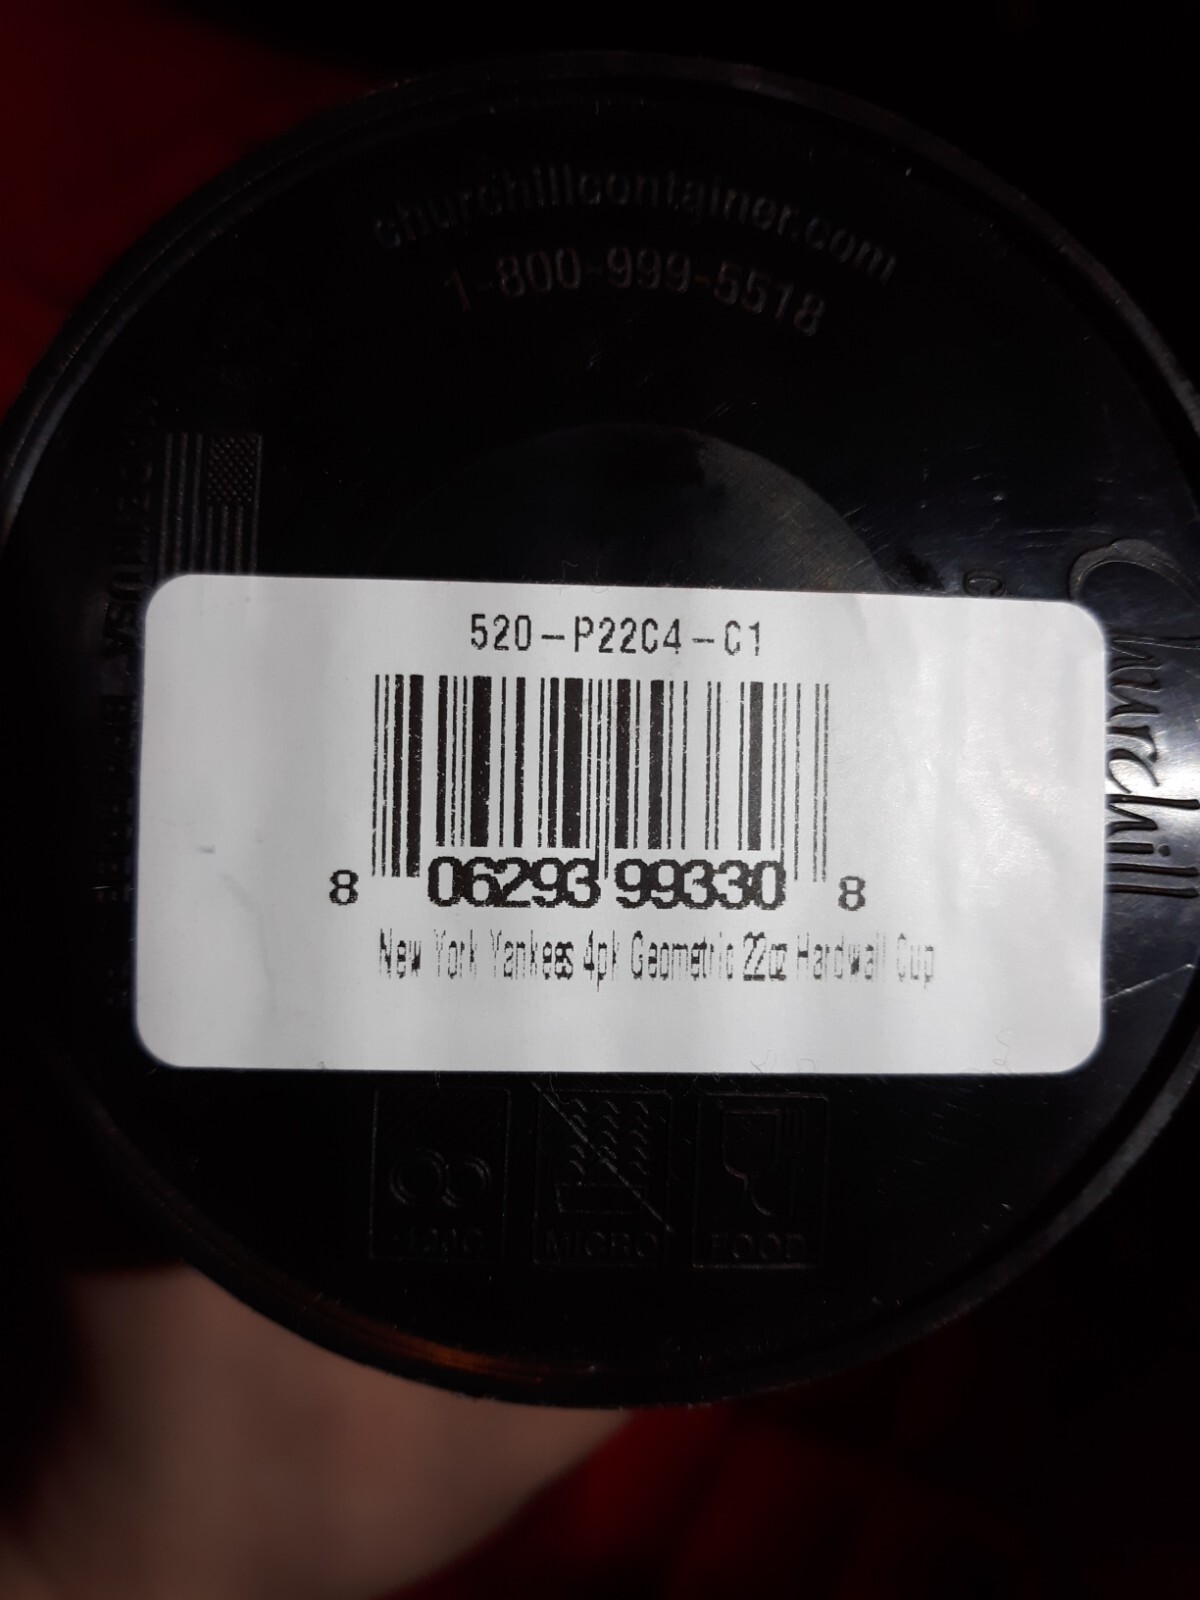 churchillcontainer.com
1-800-999-5518
520-P22C4-C1
8 06293 99330 8
New York Yankees 4pk Geometric 22oz Hardwall Cup
Churchill
MICRO
FOOD